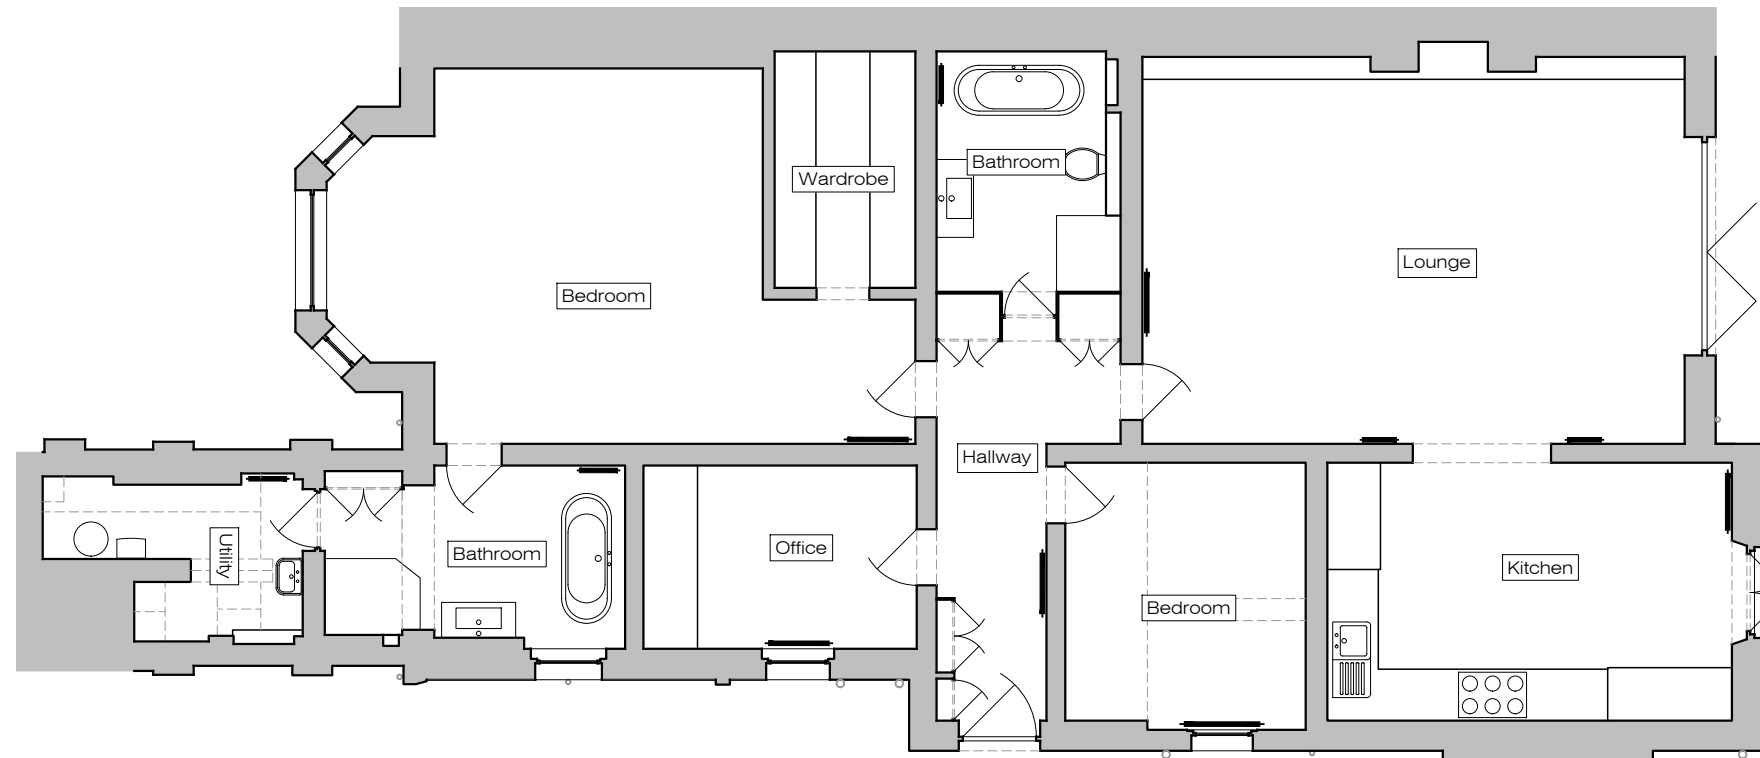 Bathroom
Wardrobe
Lounge
Bedroom
Hallway
Utility
Bathroom
Office
Kitchen
Bedroom